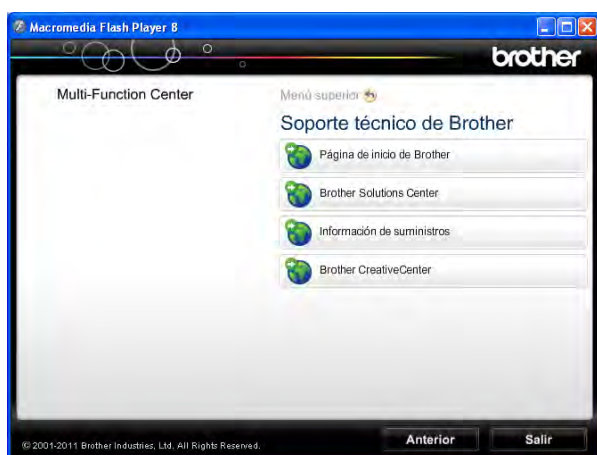 Macromedia Flash Player 8
brother
Multi-Function Center
Menú superior
Soporte técnico de Brother
Página de inicio de Brother
Brother Solutions Center
Información de suministros
Brother CreativeCenter
© 2001-2011 Brother Industries, Ltd. All Rights Reserved.
Anterior
Salir